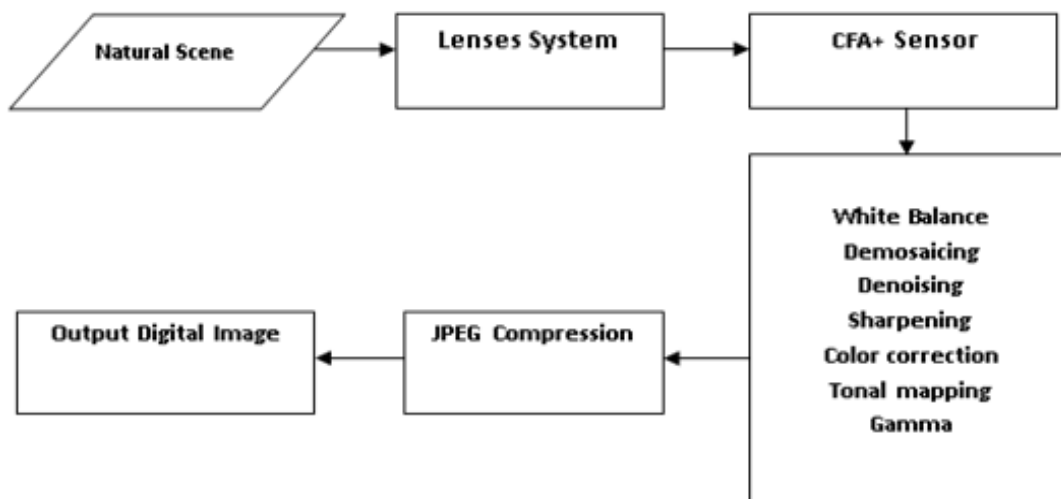 Natural Scene
Lenses System
CFA+ Sensor
White Balance
Demosaicing
Denoising
Sharpening
Color correction
Tonal mapping
Gamma
JPEG Compression
Output Digital Image